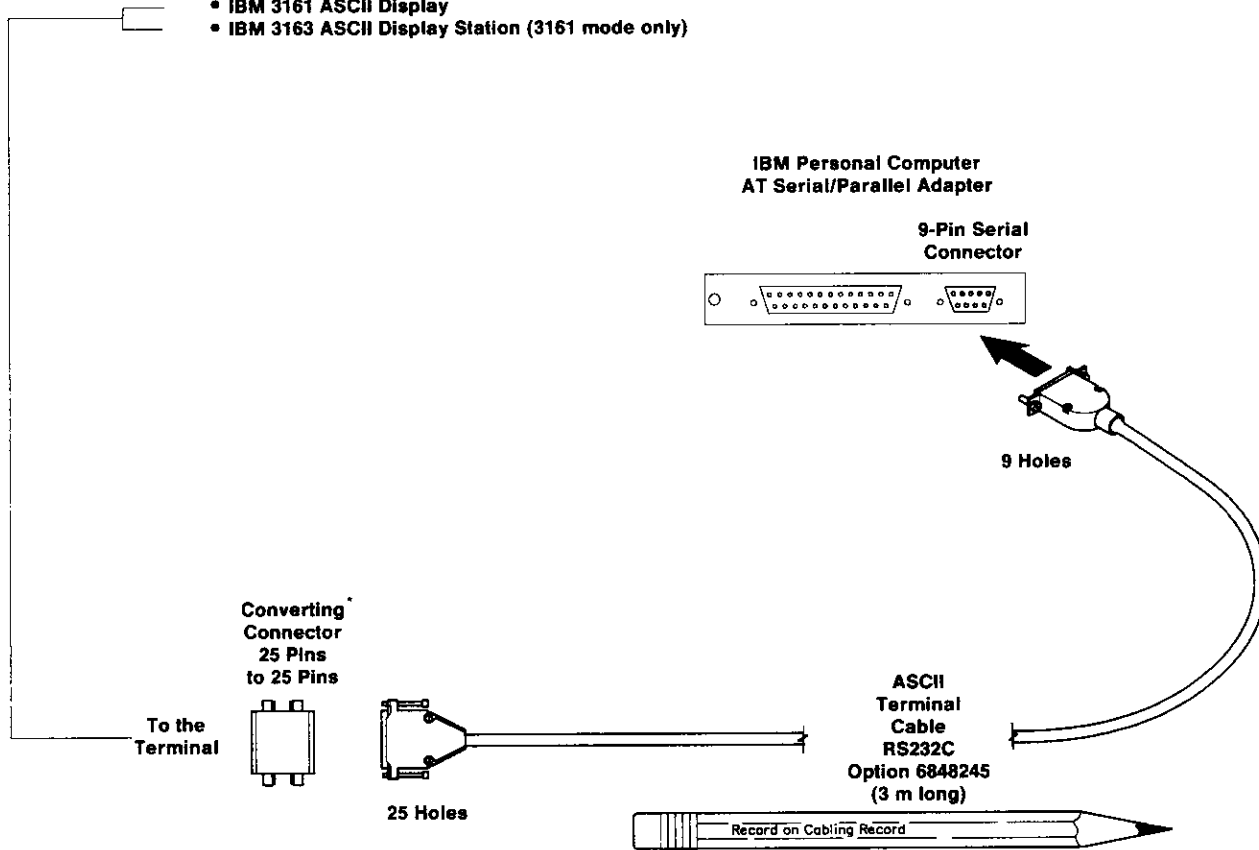 • IBM 3161 ASCII Display
• IBM 3163 ASCII Display Station (3161 mode only)
IBM Personal Computer
AT Serial/Parallel Adapter
9-Pin Serial
Connector
9 Holes
Converting*
Connector
25 Pins
to 25 Pins
To the
Terminal
25 Holes
ASCII
Terminal
Cable
RS232C
Option 6848245
(3 m long)
Record on Cabling Record